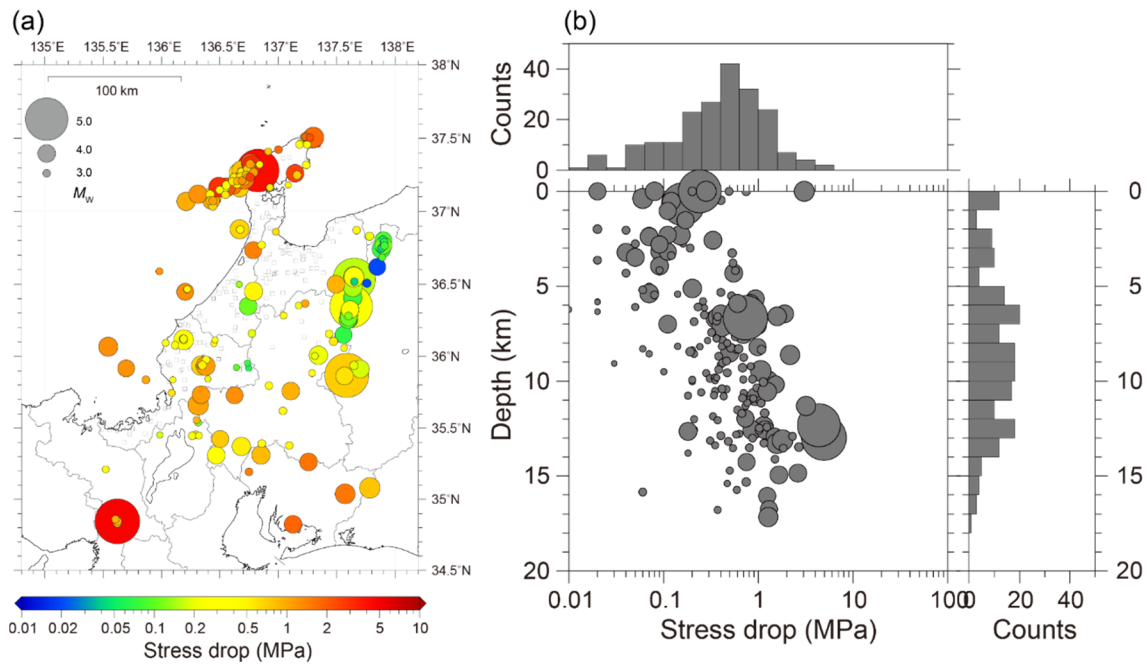 (a)
135°E 135.5°E 136°E 136.5°E 137°E 137.5°E 138°E
38°N
37.5°N
37°N
36.5°N
36°N
35.5°N
35°N
34.5°N
100 km
5.0
4.0
3.0
MW
0.01 0.02 0.05 0.1 0.2 0.5 1 2 5 10
Stress drop (MPa)
(b)
Counts
40
20
0
Depth (km)
0
5
10
15
20
0.01 0.1 1 10 100
Stress drop (MPa)
0
5
10
15
20
0 20 40
Counts